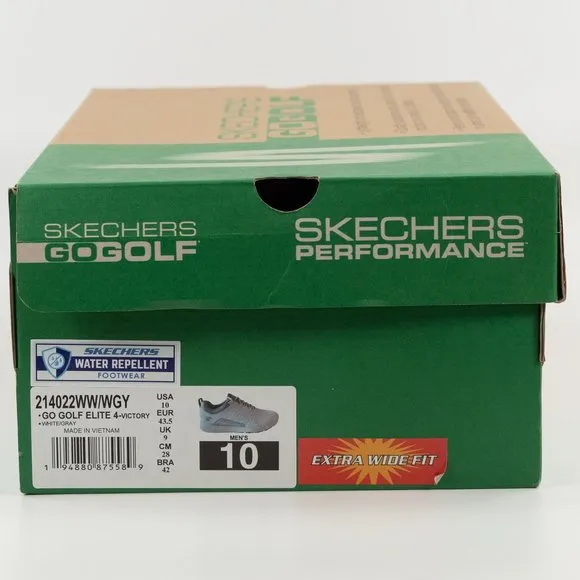 SKECHERS
GOGOLF
SKECHERS
GOGOLF
SKECHERS
PERFORMANCE
SKECHERS
WATER REPELLENT
FOOTWEAR
214022WW/WGY
•GO GOLF ELITE 4-VICTORY
•WHITE/GRAY
MADE IN VIETNAM
1 94880 87558 9
USA
10
EUR
43.5
UK
9
CM
28
BRA
42
MEN'S
10
EXTRA WIDE FIT